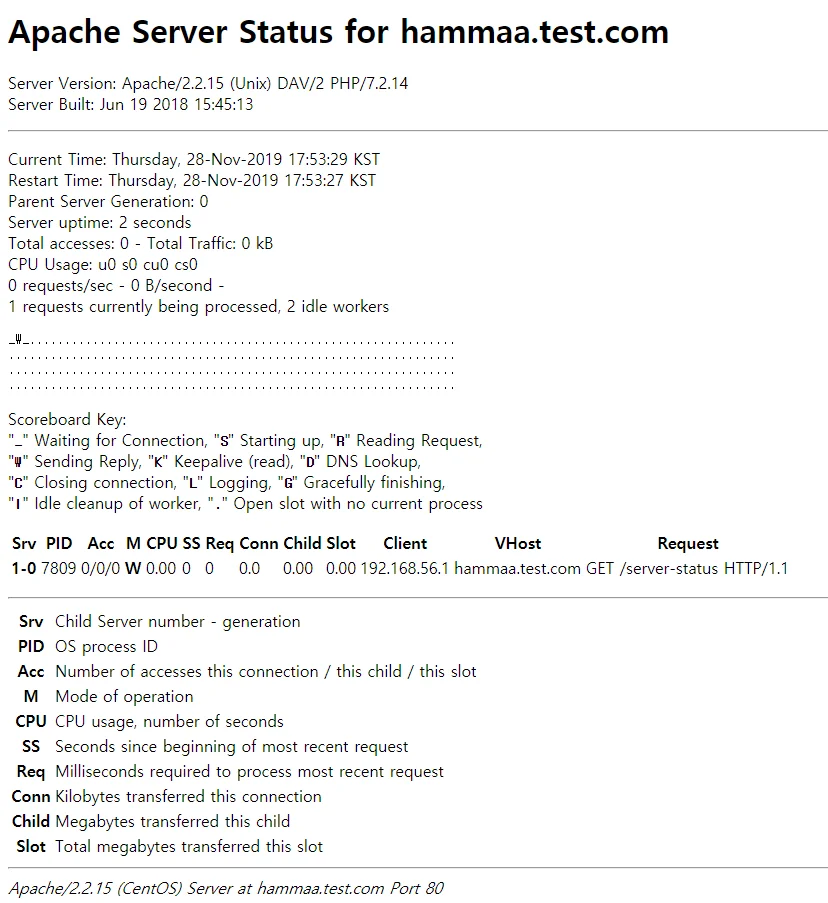 Apache Server Status for hammaa.test.com
Server Version: Apache/2.2.15 (Unix) DAV/2 PHP/7.2.14
Server Built: Jun 19 2018 15:45:13
Current Time: Thursday, 28-Nov-2019 17:53:29 KST
Restart Time: Thursday, 28-Nov-2019 17:53:27 KST
Parent Server Generation: 0
Server uptime: 2 seconds
Total accesses: 0 - Total Traffic: 0 kB
CPU Usage: u0 s0 cu0 cs0
0 requests/sec - 0 B/second -
1 requests currently being processed, 2 idle workers
_W_.............................................................
................................................................
................................................................
................................................................
Scoreboard Key:
"_" Waiting for Connection, "S" Starting up, "R" Reading Request,
"W" Sending Reply, "K" Keepalive (read), "D" DNS Lookup,
"C" Closing connection, "L" Logging, "G" Gracefully finishing,
"I" Idle cleanup of worker, "." Open slot with no current process
Srv PID Acc M CPU SS Req Conn Child Slot Client VHost Request
1-0 7809 0/0/0 W 0.00 0 0 0.0 0.00 0.00 192.168.56.1 hammaa.test.com GET /server-status HTTP/1.1
Srv Child Server number - generation
PID OS process ID
Acc Number of accesses this connection / this child / this slot
M Mode of operation
CPU CPU usage, number of seconds
SS Seconds since beginning of most recent request
Req Milliseconds required to process most recent request
Conn Kilobytes transferred this connection
Child Megabytes transferred this child
Slot Total megabytes transferred this slot
Apache/2.2.15 (CentOS) Server at hammaa.test.com Port 80